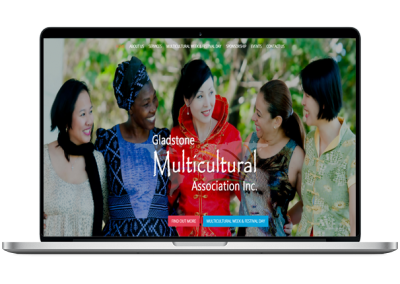 ABOUT US SERVICES MULTICULTURAL WEEK & FESTIVAL DAY SPONSORSHIP EVENTS CONTACT US
Gladstone
Multicultural
Association Inc.
FIND OUT MORE MULTICULTURAL WEEK & FESTIVAL DAY